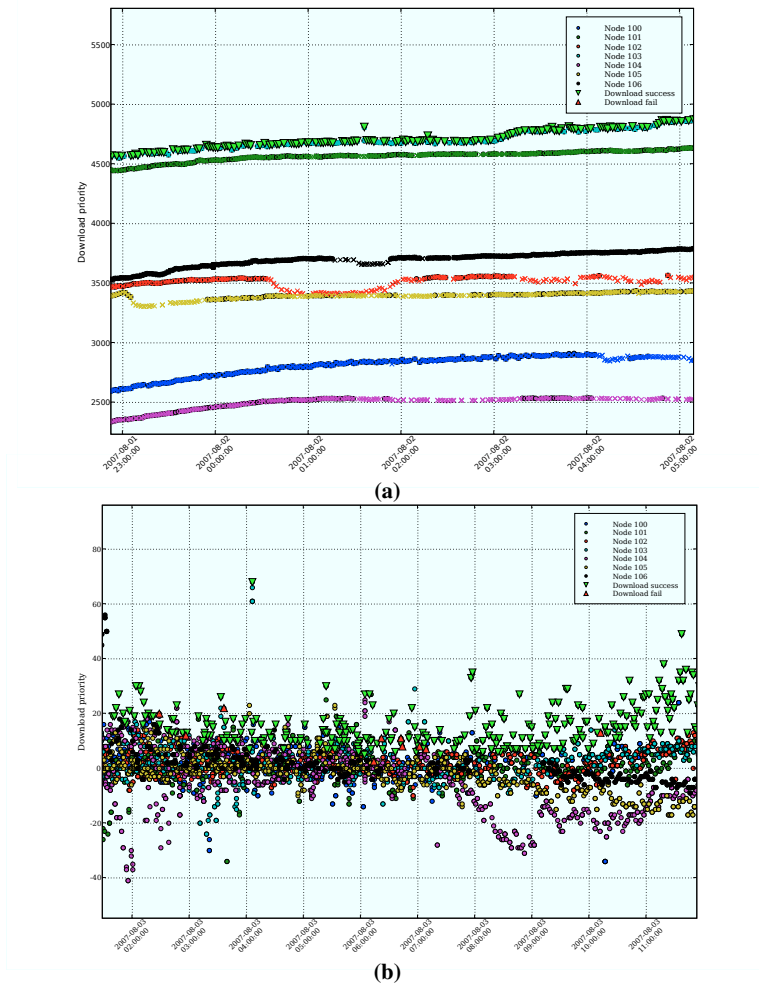 5500
5000
4500
4000
3500
3000
2500
Download priority
Node 100
Node 101
Node 102
Node 103
Node 104
Node 105
Node 106
Download success
Download fail
2007-08-01
23:00:00
2007-08-02
00:00:00
2007-08-02
01:00:00
2007-08-02
02:00:00
2007-08-02
03:00:00
2007-08-02
04:00:00
2007-08-02
05:00:00
(a)
80
60
40
20
0
-20
-40
Download priority
Node 100
Node 101
Node 102
Node 103
Node 104
Node 105
Node 106
Download success
Download fail
2007-08-03
02:00:00
2007-08-03
03:00:00
2007-08-03
04:00:00
2007-08-03
05:00:00
2007-08-03
06:00:00
2007-08-03
07:00:00
2007-08-03
08:00:00
2007-08-03
09:00:00
2007-08-03
10:00:00
2007-08-03
11:00:00
(b)